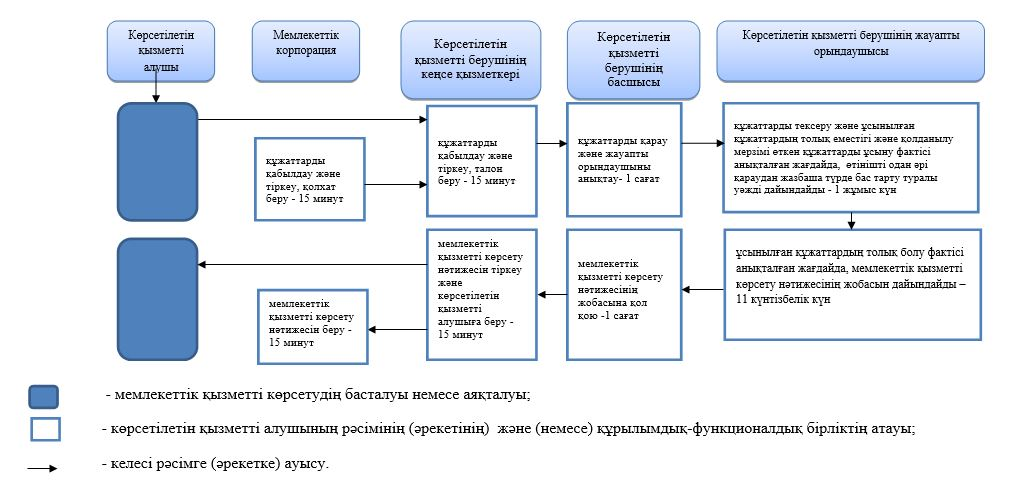 Көрсетілетін
қызметті
алушы
Мемлекеттік
корпорация
Көрсетілетін
қызметті берушінің
кеңсе қызметкері
Көрсетілетін
қызметті
берушінің
басшысы
Көрсетілетін қызметті берушінің жауапты
орындаушысы
құжаттарды
қабылдау және
тіркеу, қолхат
беру - 15 минут
құжаттарды
қабылдау және
тіркеу, талон
беру - 15 минут
құжаттарды қарау
және жауапты
орындаушыны
анықтау- 1 сағат
құжаттарды тексеру және ұсынылған
құжаттардың толық еместігі және қолданылу
мерзімі өткен құжаттарды ұсыну фактісі
анықталған жағдайда, өтінішті одан әрі
қараудан жазбаша түрде бас тарту туралы
уәжді дайындайды - 1 жұмыс күн
мемлекеттік
қызметті көрсету
нәтижесін беру -
15 минут
мемлекеттік
қызметті көрсету
нәтижесін тіркеу
және
көрсетілетін
қызметті
алушыға беру -
15 минут
мемлекеттік
қызметті көрсету
нәтижесінің
жобасына қол
қою -1 сағат
ұсынылған құжаттардың толық болу фактісі
анықталған жағдайда, мемлекеттік қызметті
көрсету нәтижесінің жобасын дайындайды –
11 күнтізбелік күн
- мемлекеттік қызметті көрсетудің басталуы немесе аяқталуы;
- көрсетілетін қызметті алушының рәсімінің (әрекетінің) және (немесе) құрылымдық-функционалдық бірліктің атауы;
- келесі рәсімге (әрекетке) ауысу.